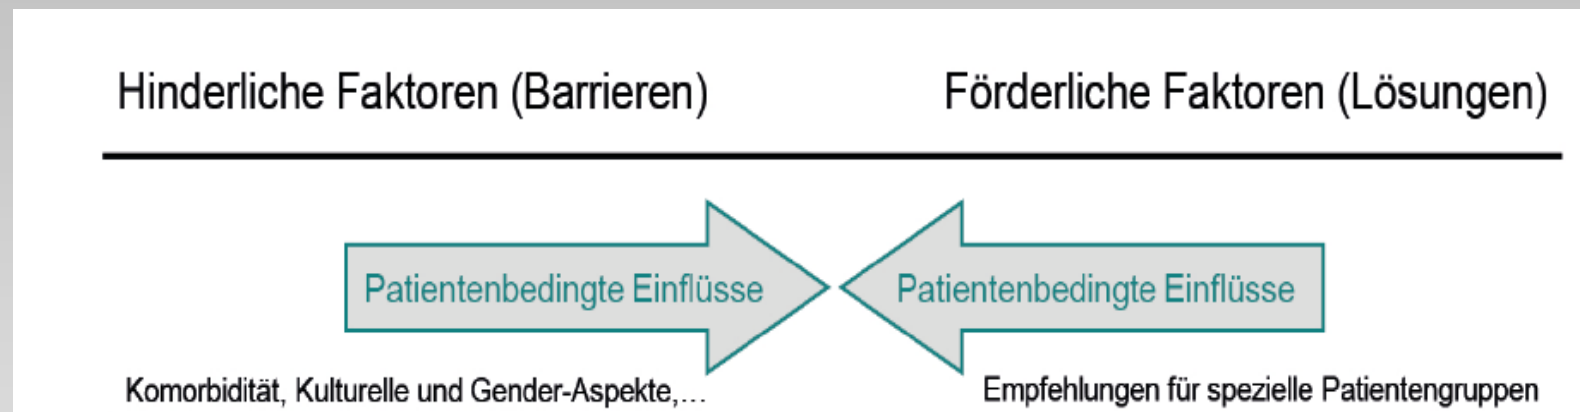 Hinderliche Faktoren (Barrieren)
Förderliche Faktoren (Lösungen)
Patientenbedingte Einflüsse
Patientenbedingte Einflüsse
Komorbidität, Kulturelle und Gender-Aspekte,...
Empfehlungen für spezielle Patientengruppen